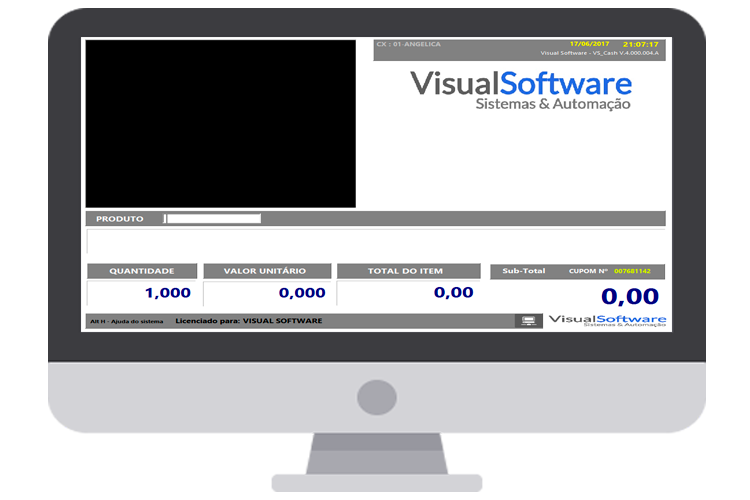 CX : 01-ANGELICA 17/06/2017 21:07:17
Visual Software - VS_Cash V.4.000.004.A
VisualSoftware
Sistemas & Automação
PRODUTO
QUANTIDADE VALOR UNITÁRIO TOTAL DO ITEM Sub-Total CUPOM Nº 007681142
1,000 0,000 0,00 0,00
Alt H - Ajuda do sistema Licenciado para: VISUAL SOFTWARE VisualSoftware
Sistemas & Automação